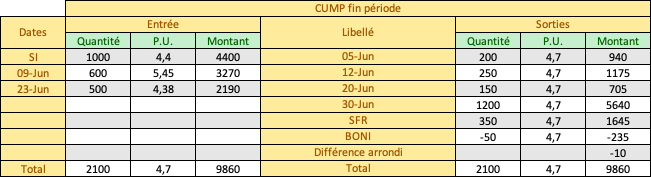 CUMP fin période
Dates Entrée Libellé Sorties
Quantité P.U. Montant Quantité P.U. Montant
SI 1000 4,4 4400 05-Jun 200 4,7 940
09-Jun 600 5,45 3270 12-Jun 250 4,7 1175
23-Jun 500 4,38 2190 20-Jun 150 4,7 705
30-Jun 1200 4,7 5640
SFR 350 4,7 1645
BONI -50 4,7 -235
Différence arrondi -10
Total 2100 4,7 9860 Total 2100 4,7 9860